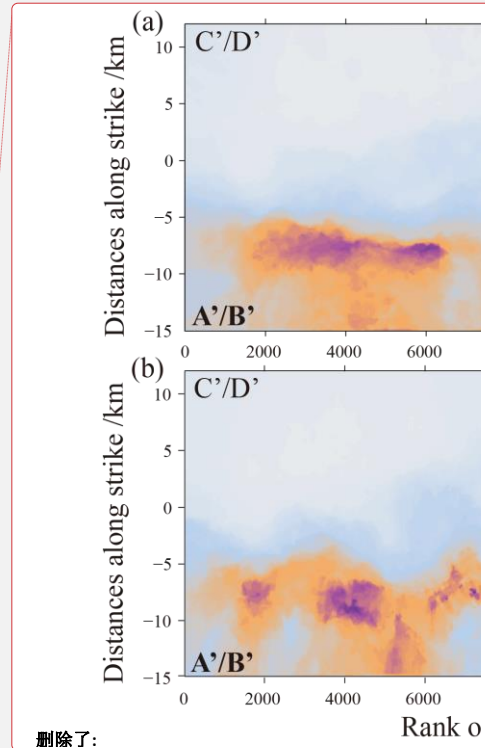 (a)
C'/D'
Distances along strike /km
10
5
0
−5
−10
−15
A'/B'
0 2000 4000 6000
(b)
C'/D'
Distances along strike /km
10
5
0
−5
−10
−15
A'/B'
0 2000 4000 6000
Rank o
删除了: